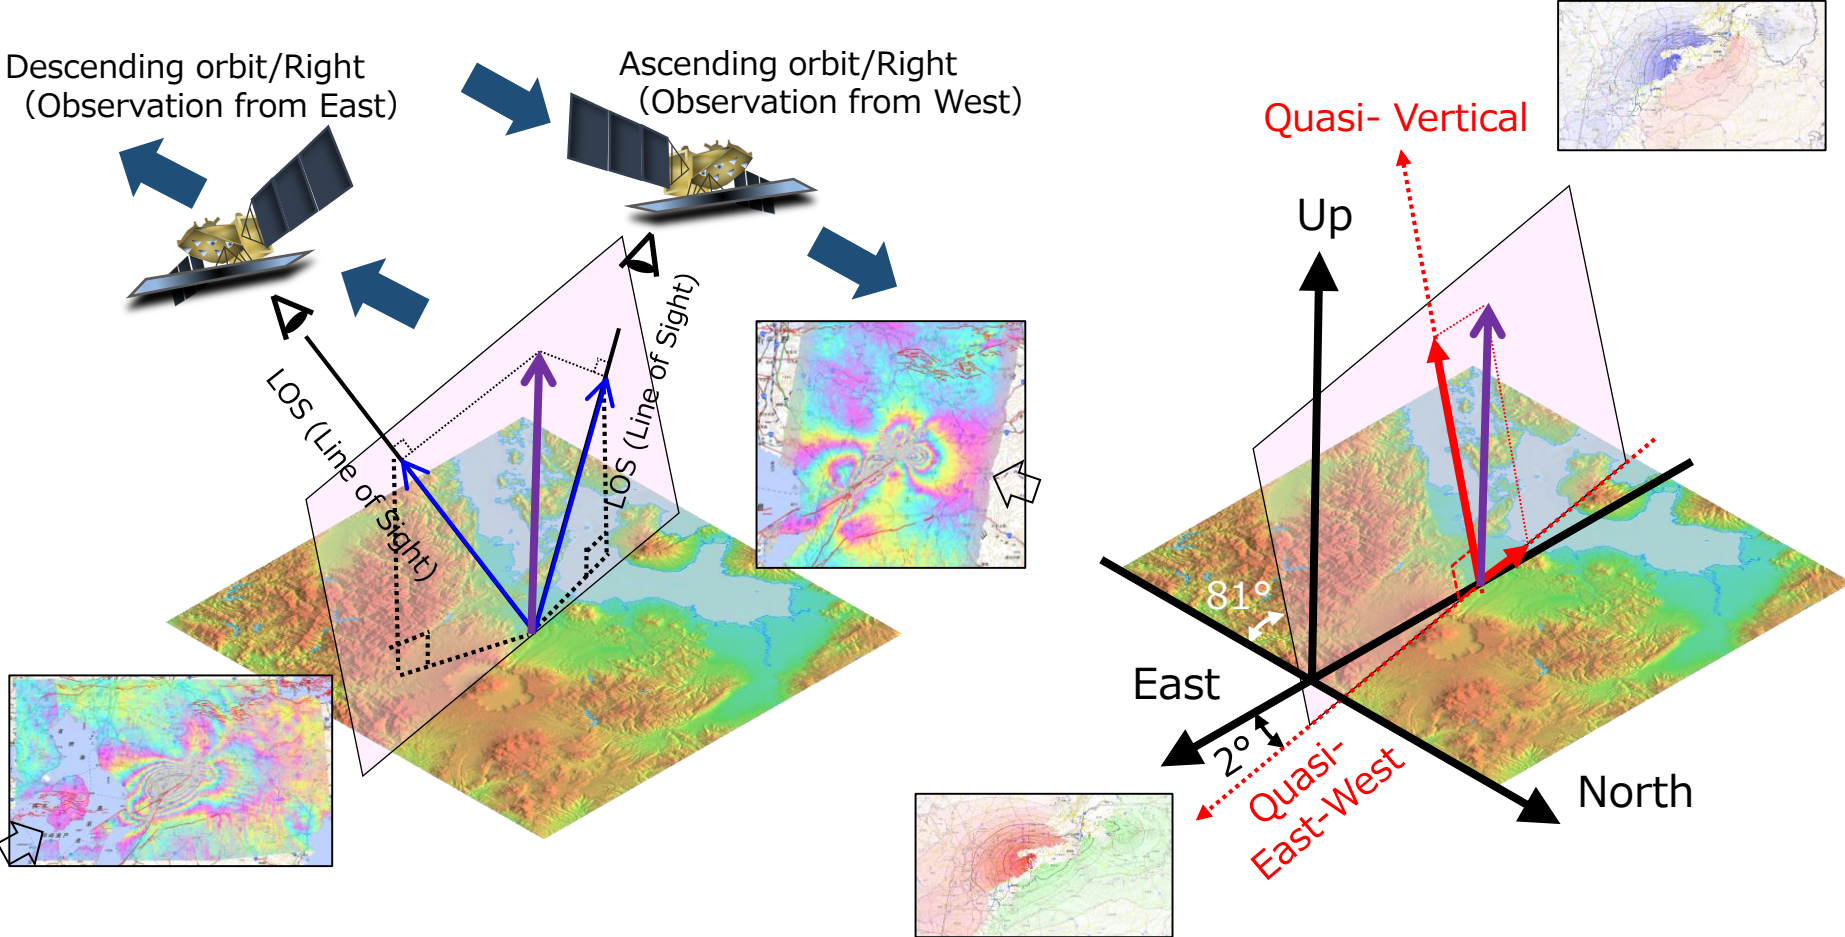 Descending orbit/Right
（Observation from East）
Ascending orbit/Right
（Observation from West）
LOS (Line of Sight)
LOS (Line of Sight)
Quasi- Vertical
Up
81°
East
2°
Quasi-
East-West
North